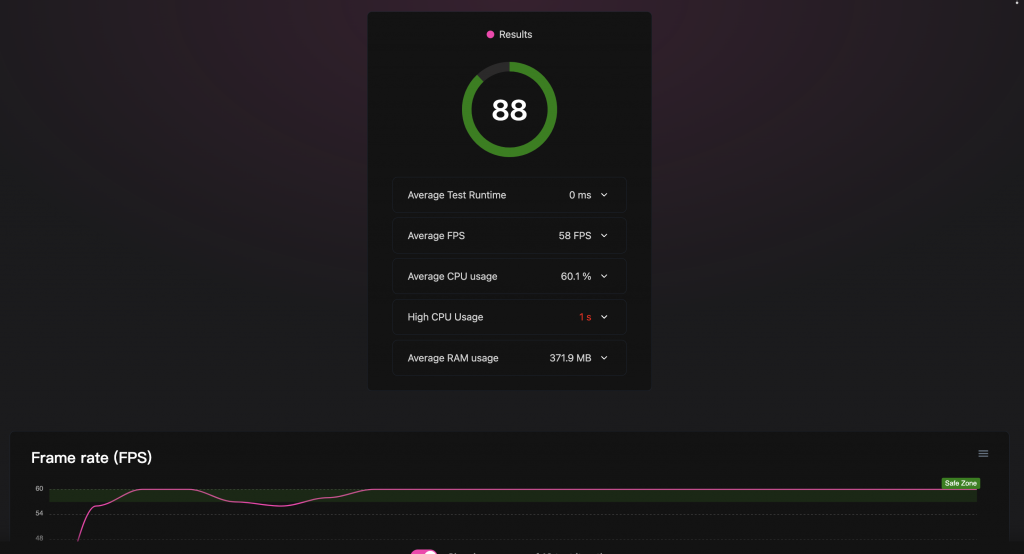 Results
88
Average Test Runtime 0 ms
Average FPS 58 FPS
Average CPU usage 60.1 %
High CPU Usage 1 s
Average RAM usage 371.9 MB
Frame rate (FPS)
Safe Zone
60
54
48